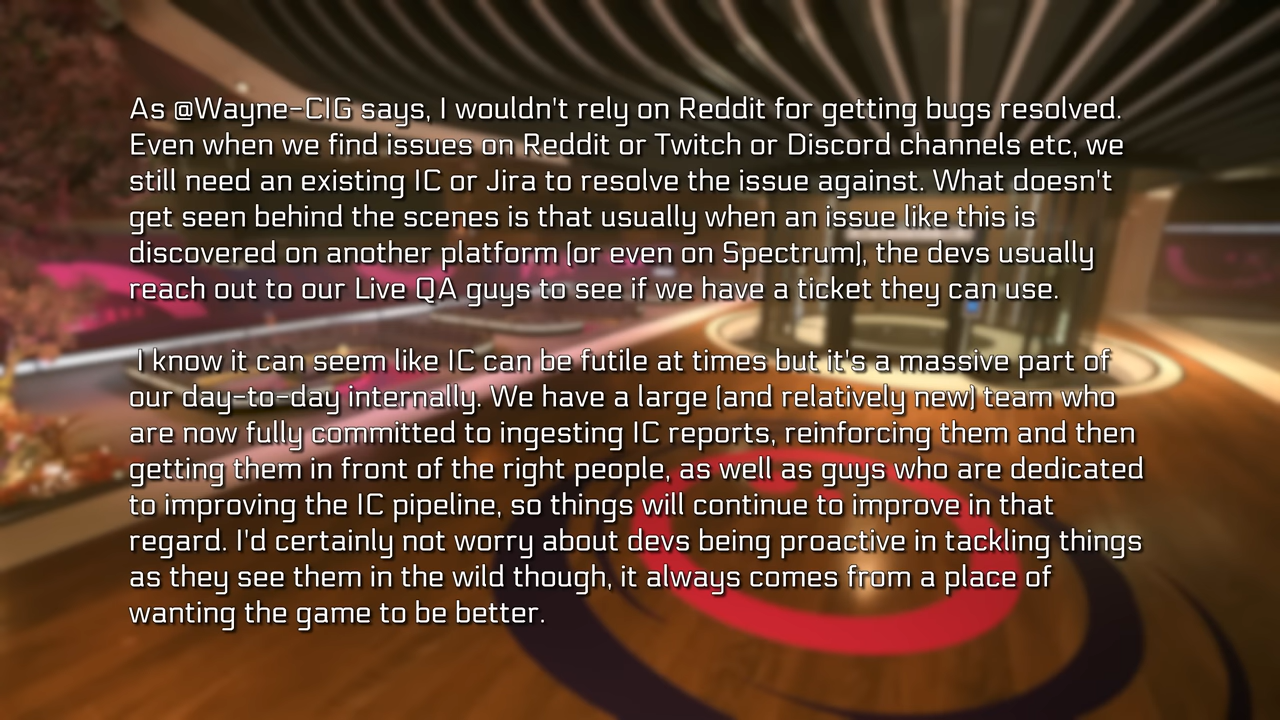 As @Wayne-CIG says, I wouldn't rely on Reddit for getting bugs resolved.
Even when we find issues on Reddit or Twitch or Discord channels etc, we
still need an existing IC or Jira to resolve the issue against. What doesn't
get seen behind the scenes is that usually when an issue like this is
discovered on another platform (or even on Spectrum), the devs usually
reach out to our Live QA guys to see if we have a ticket they can use.
I know it can seem like IC can be futile at times but it's a massive part of
our day-to-day internally. We have a large (and relatively new) team who
are now fully committed to ingesting IC reports, reinforcing them and then
getting them in front of the right people, as well as guys who are dedicated
to improving the IC pipeline, so things will continue to improve in that
regard. I'd certainly not worry about devs being proactive in tackling things
as they see them in the wild though, it always comes from a place of
wanting the game to be better.